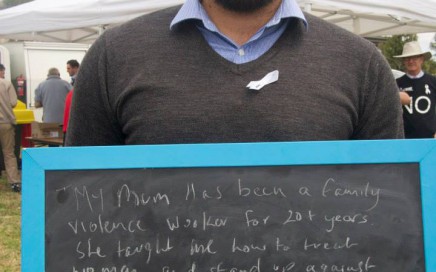 NO
"My Mum Has been a family
violence worker for 20+ years
she taught me how to treat
women and stand up against